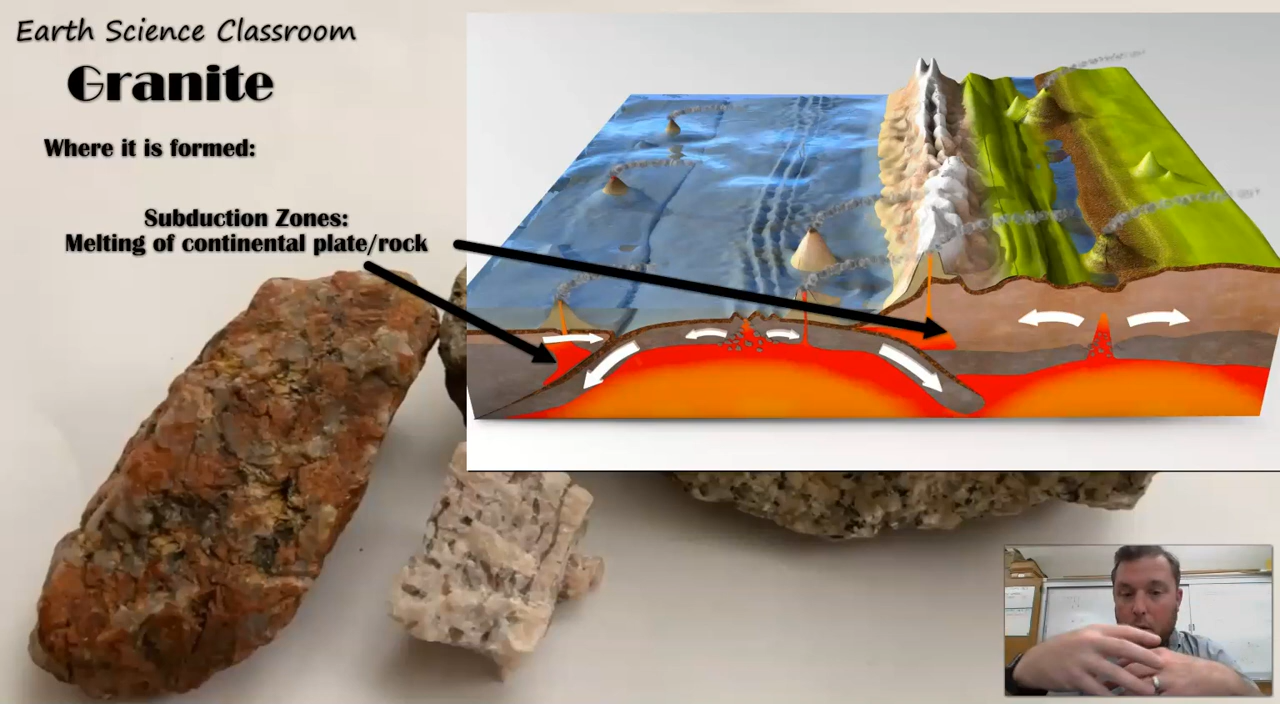 Earth Science Classroom
Granite
Where it is formed:
Subduction Zones:
Melting of continental plate/rock